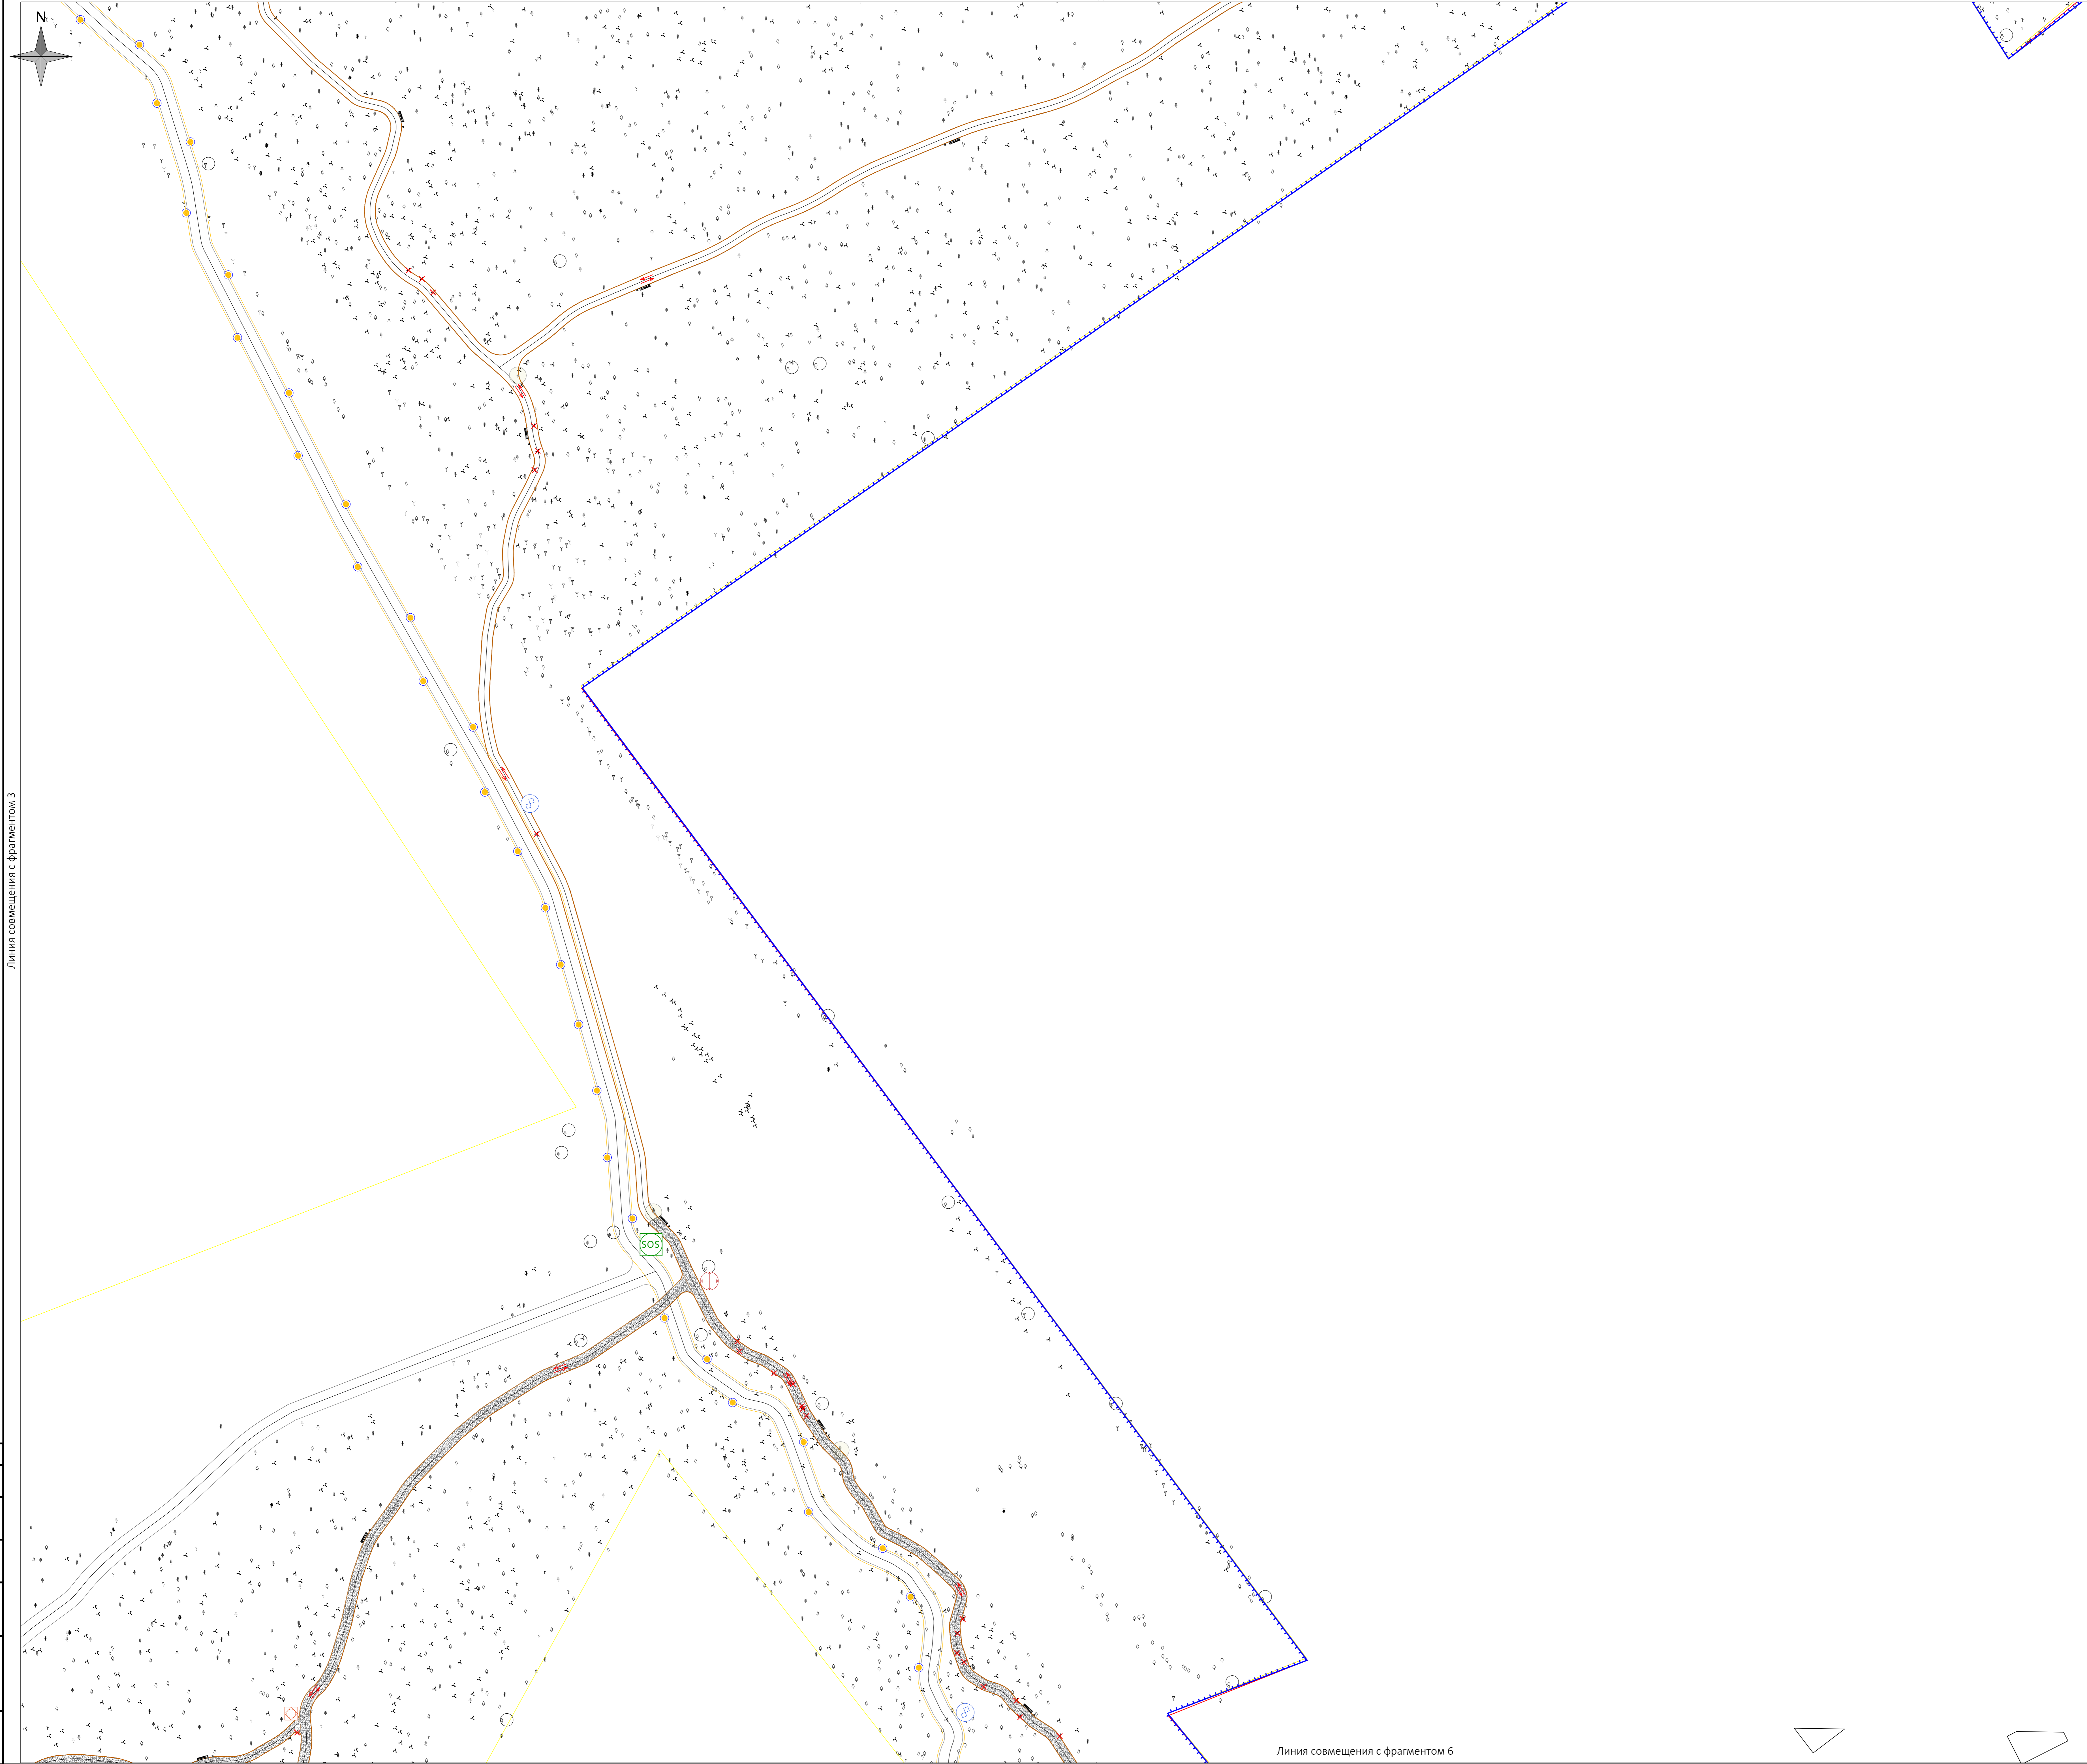 N
Линия совмещения с фрагментом 3
SOS
Линия совмещения с фрагментом 6